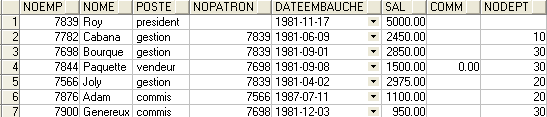 NOEMP NOME POSTE NOPATRON DATEEMBAUCHE SAL COMM NODEPT
1 7839 Roy president 1981-11-17 5000.00
2 7782 Cabana gestion 7839 1981-06-09 2450.00 10
3 7698 Bourque gestion 7839 1981-09-01 2850.00 30
4 7844 Paquette vendeur 7698 1981-09-08 1500.00 0.00 30
5 7566 Joly gestion 7839 1981-04-02 2975.00 20
6 7876 Adam commis 7566 1987-07-11 1100.00 20
7 7900 Genereux commis 7698 1981-12-03 950.00 30